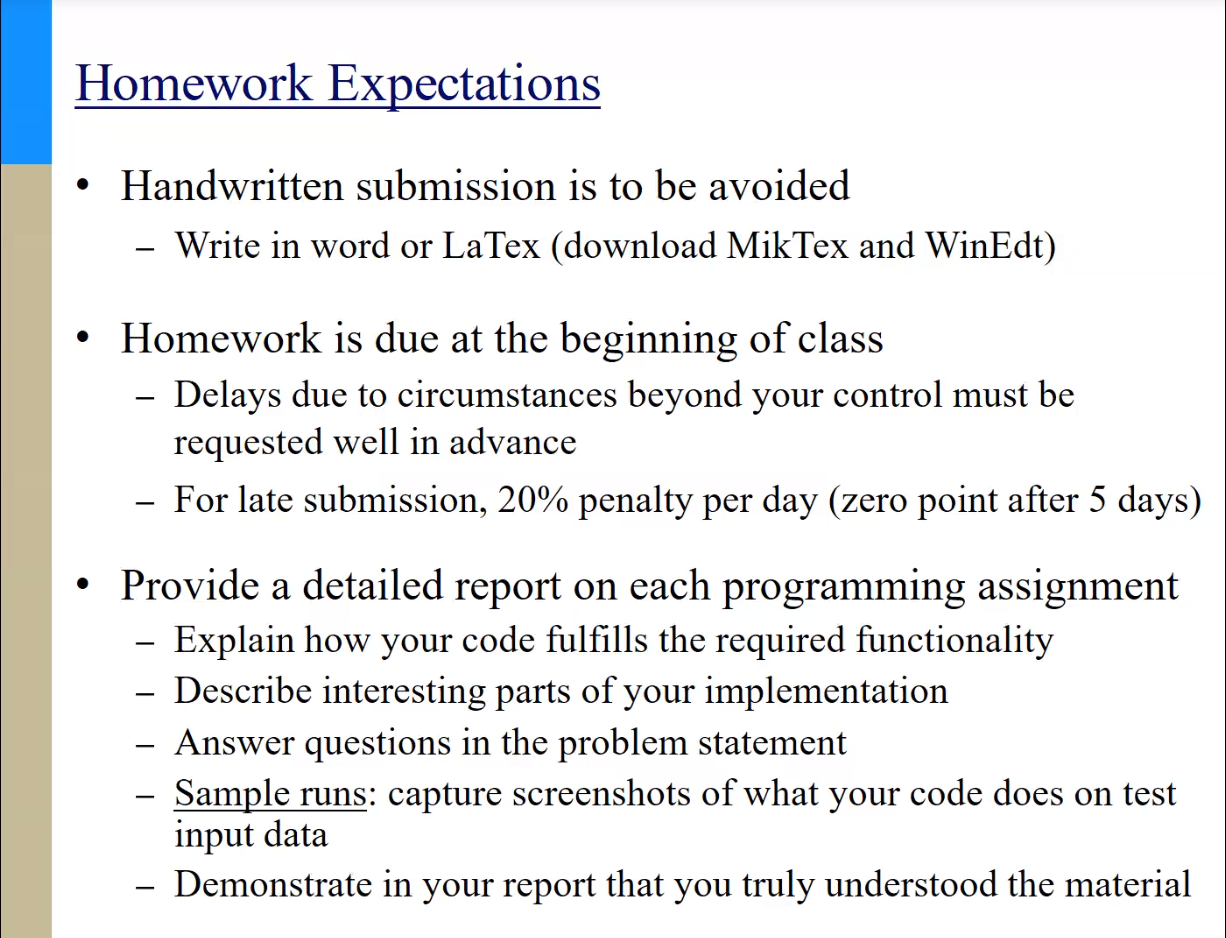 Homework Expectations
• Handwritten submission is to be avoided
– Write in word or LaTex (download MikTex and WinEdt)
• Homework is due at the beginning of class
– Delays due to circumstances beyond your control must be
requested well in advance
– For late submission, 20% penalty per day (zero point after 5 days)
• Provide a detailed report on each programming assignment
– Explain how your code fulfills the required functionality
– Describe interesting parts of your implementation
– Answer questions in the problem statement
– Sample runs: capture screenshots of what your code does on test
input data
– Demonstrate in your report that you truly understood the material